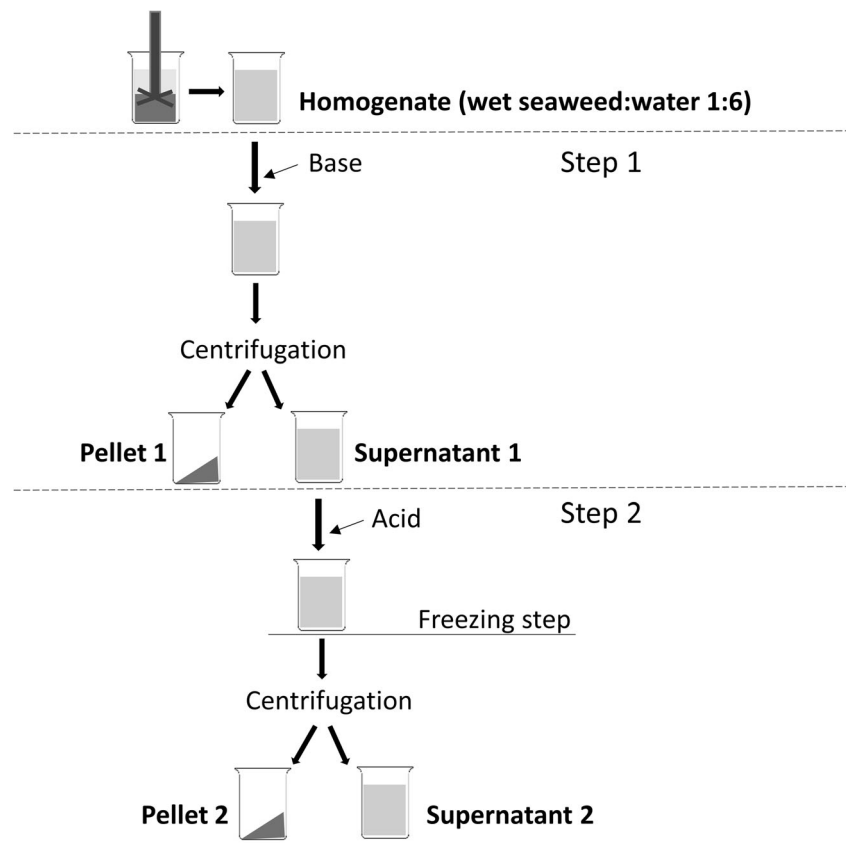 Homogenate (wet seaweed:water 1:6)
Step 1
Base
Centrifugation
Pellet 1
Supernatant 1
Step 2
Acid
Freezing step
Centrifugation
Pellet 2
Supernatant 2